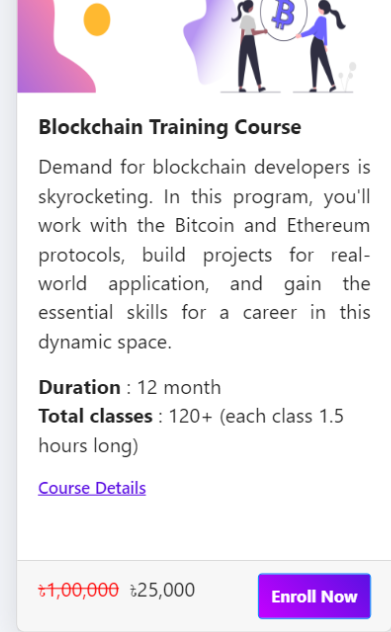 Blockchain Training Course
Demand for blockchain developers is
skyrocketing. In this program, you'll
work with the Bitcoin and Ethereum
protocols, build projects for real-
world application, and gain the
essential skills for a career in this
dynamic space.
Duration : 12 month
Total classes : 120+ (each class 1.5
hours long)
Course Details
৳1,00,000 ৳25,000
Enroll Now